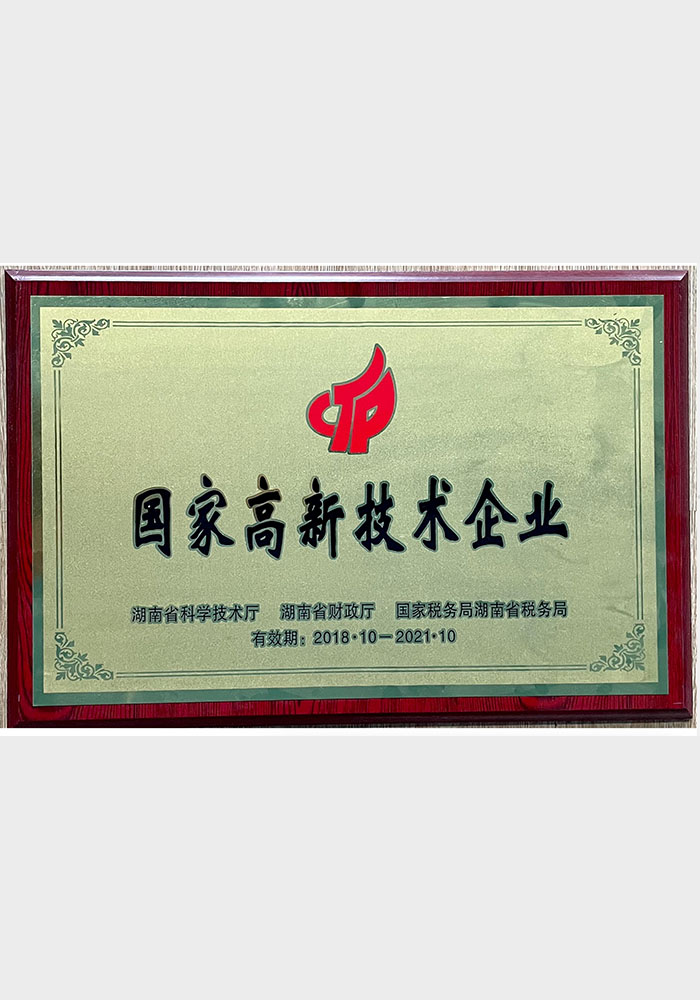 CTP
国家高新技术企业
湖南省科学技术厅 湖南省财政厅 国家税务局湖南省税务局
有效期：2018·10－2021·10